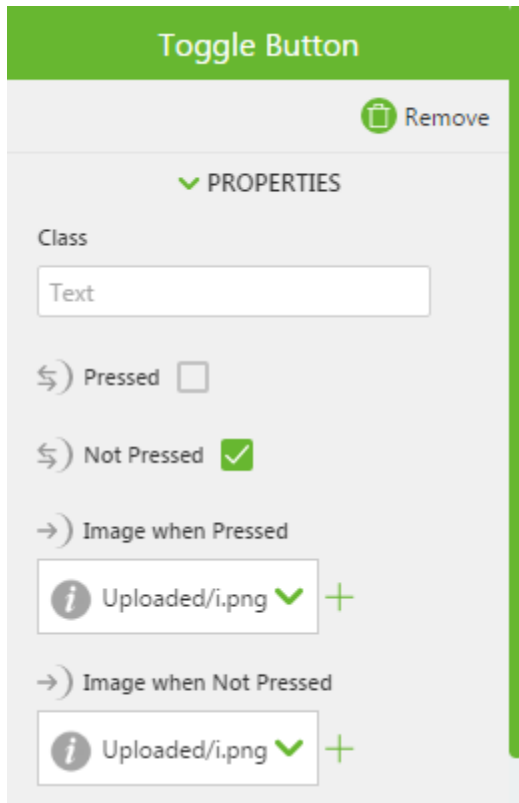 Toggle Button
Remove
PROPERTIES
Class
Text
Pressed
Not Pressed
Image when Pressed
i Uploaded/i.png
Image when Not Pressed
i Uploaded/i.png